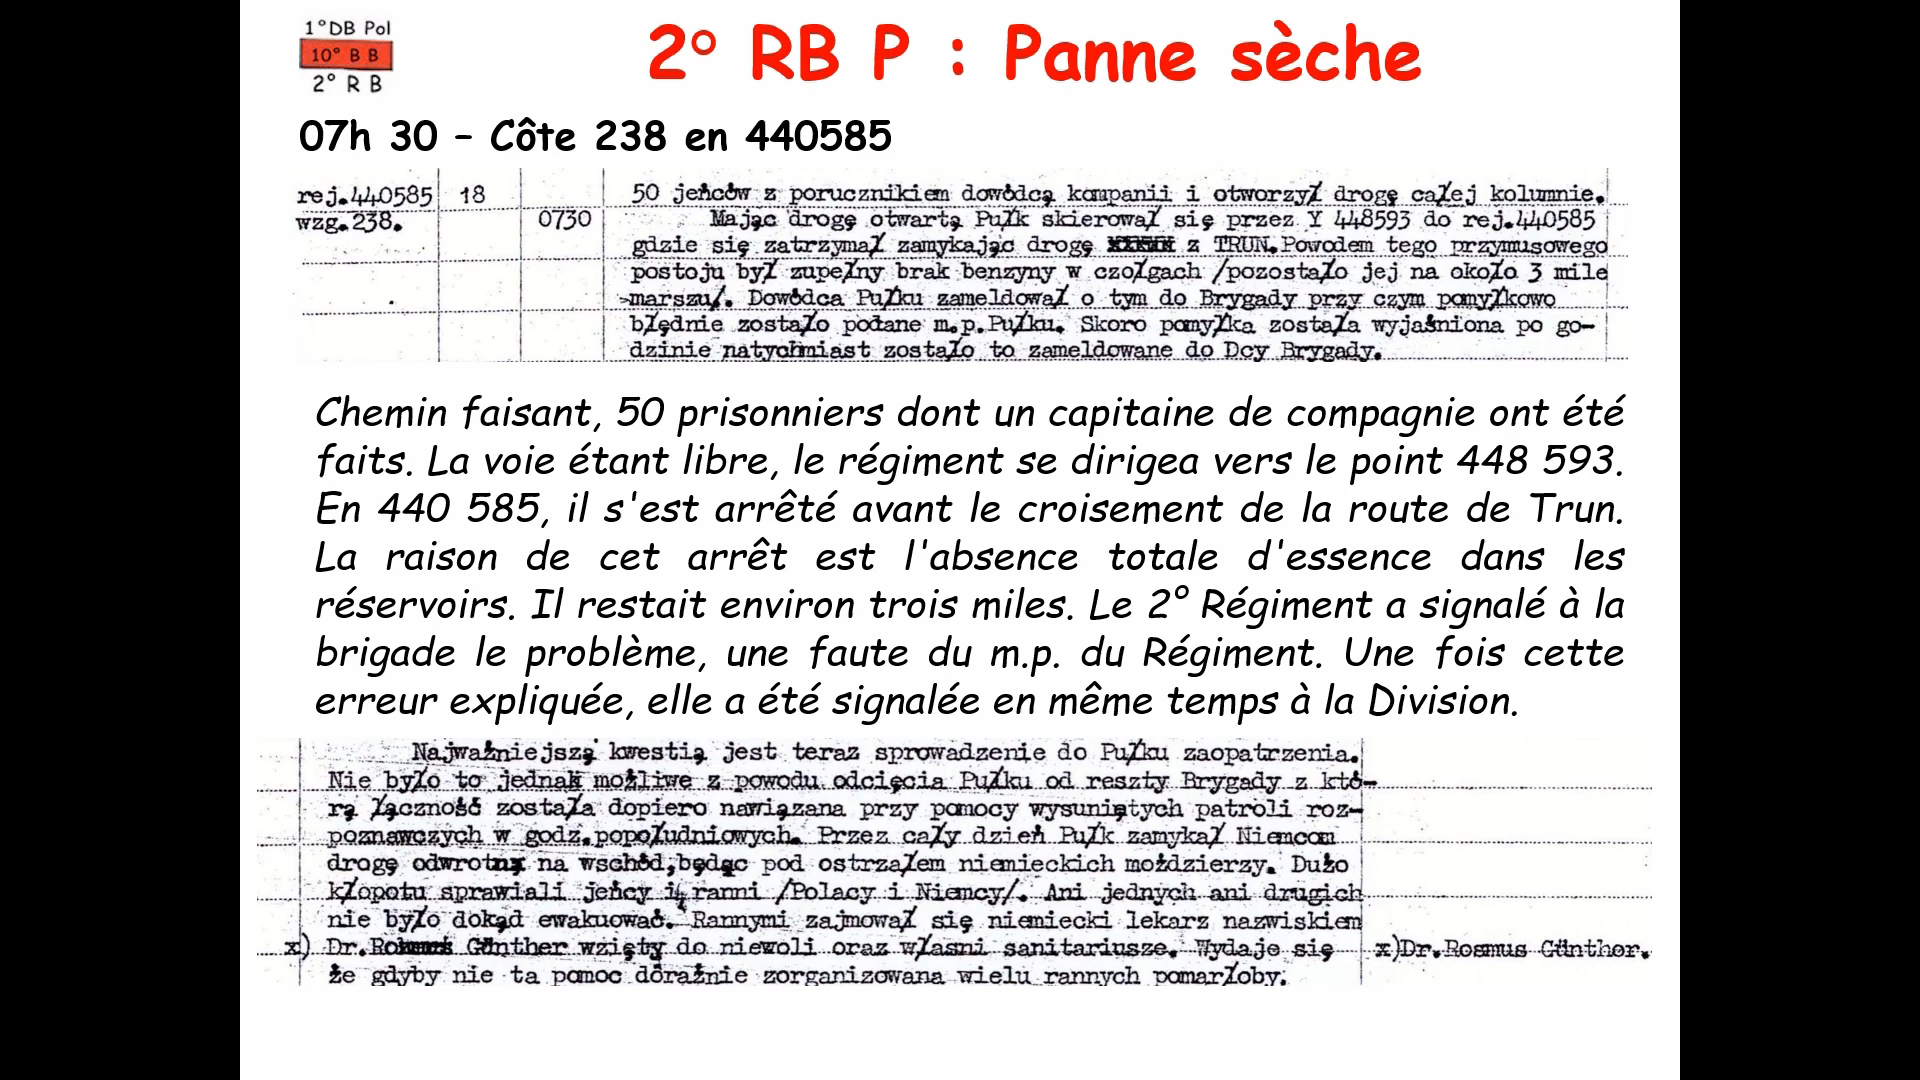 1°DB Pol
10° B B
2° R B
2° RB P : Panne sèche
07h 30 – Côte 238 en 440585
rej.440585 18 50 jeńców z porucznikiem dowódcą kompanii i otworzył drogę całej kolumnie.
wzg.238. 0730 Mając drogę otwartą Pułk skierował się przez Y 448593 do rej.440585
gdzie się zatrzymał zamykając drogę z TRUN.Powodem tego przymusowego
postoju był zupełny brak benzyny w czołgach /pozostało jej na około 3 mile
marszu/. Dowódca Pułku zameldował o tym do Brygady przy czym pomyłkowo
błędnie zostało podane m.p.Pułku. Skoro pomyłka została wyjaśniona po go-
dzinie natychmiast zostało to zameldowane do Dcy Brygady.
Chemin faisant, 50 prisonniers dont un capitaine de compagnie ont été
faits. La voie étant libre, le régiment se dirigea vers le point 448 593.
En 440 585, il s'est arrêté avant le croisement de la route de Trun.
La raison de cet arrêt est l'absence totale d'essence dans les
réservoirs. Il restait environ trois miles. Le 2° Régiment a signalé à la
brigade le problème, une faute du m.p. du Régiment. Une fois cette
erreur expliquée, elle a été signalée en même temps à la Division.
Najważniejszą kwestią jest teraz sprowadzenie do Pułku zaopatrzenia.
Nie było to jednak możliwe z powodu odcięcia Pułku od reszty Brygady z któ-
rą łączność została dopiero nawiązana przy pomocy wysuniętych patroli roz-
poznawczych w godz.popołudniowych. Przez cały dzień Pułk zamykał Niemcom
drogę odwrotną na wschód,będąc pod ostrzałem niemieckich moździerzy. Dużo
kłopotu sprawiali jeńcy i ranni /Polacy i Niemcy/. Ani jednych ani drugich
nie było dokąd ewakuować. Rannymi zajmował się niemiecki lekarz nazwiskiem
x) Dr. Günther wzięty do niewoli oraz własni sanitariusze. Wydaje się x)Dr.Rosmus Günther.
że gdyby nie ta pomoc doraźnie zorganizowana wielu rannych pomarłoby.